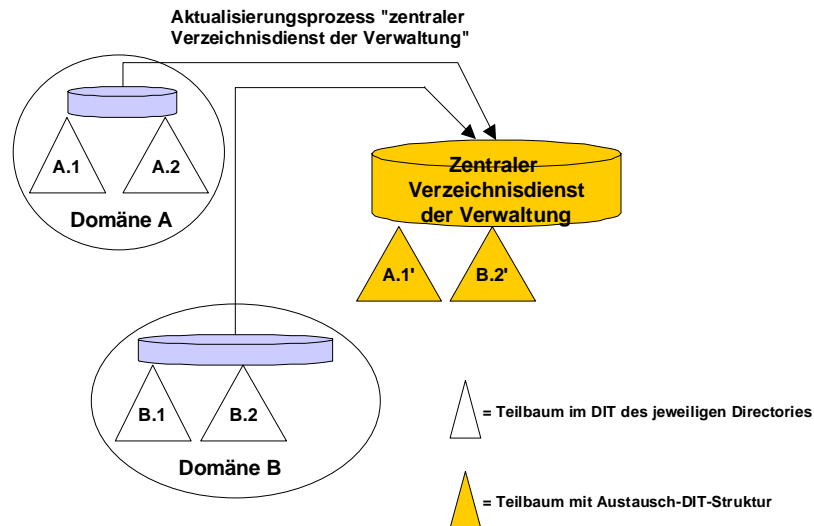 Aktualisierungsprozess "zentraler
Verzeichnisdienst der Verwaltung"
A.1
A.2
Domäne A
Zentraler
Verzeichnisdienst
der Verwaltung
A.1'
B.2'
B.1
B.2
Domäne B
= Teilbaum im DIT des jeweiligen Directories
= Teilbaum mit Austausch-DIT-Struktur